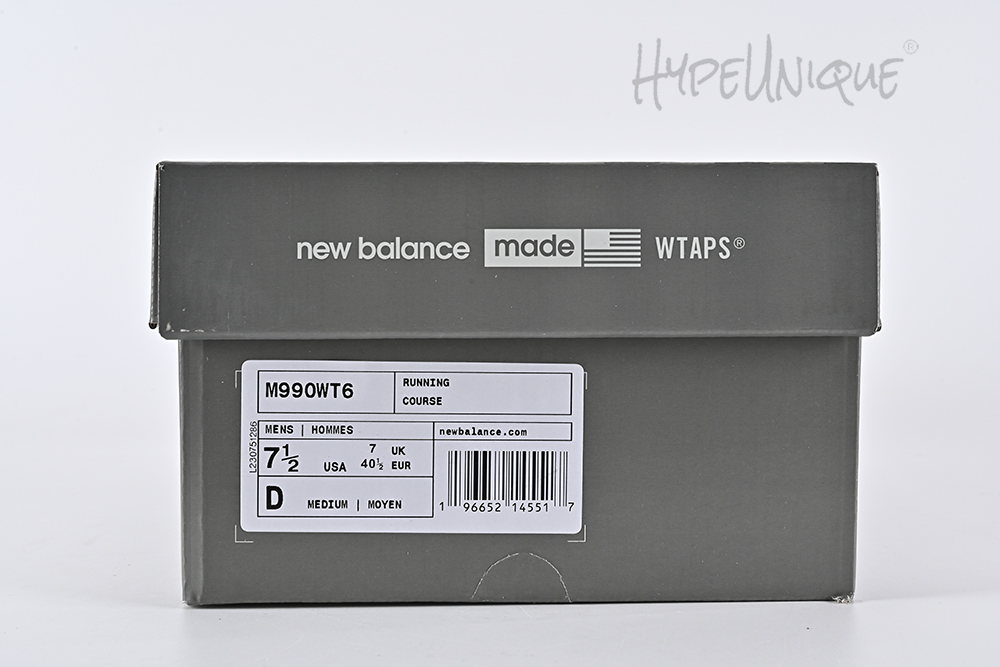 HYPEUNIQUE®
new balance made WTAPS®
M990WT6
RUNNING
COURSE
L230751286
MENS | HOMMES
newbalance.com
7½ USA
7 UK
40½ EUR
D MEDIUM | MOYEN
1 96652 14551 7